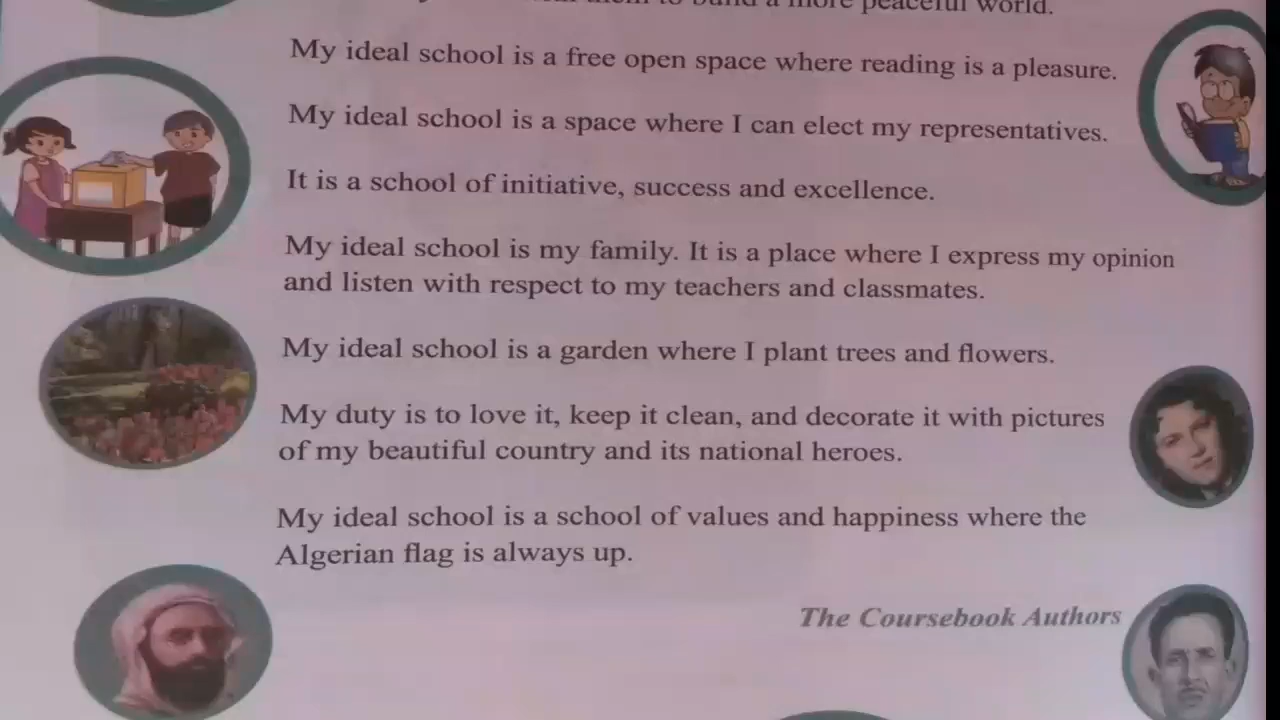 to build a more peaceful world.
My ideal school is a free open space where reading is a pleasure.
My ideal school is a space where I can elect my representatives.
It is a school of initiative, success and excellence.
My ideal school is my family. It is a place where I express my opinion
and listen with respect to my teachers and classmates.
My ideal school is a garden where I plant trees and flowers.
My duty is to love it, keep it clean, and decorate it with pictures
of my beautiful country and its national heroes.
My ideal school is a school of values and happiness where the
Algerian flag is always up.
The Coursebook Authors